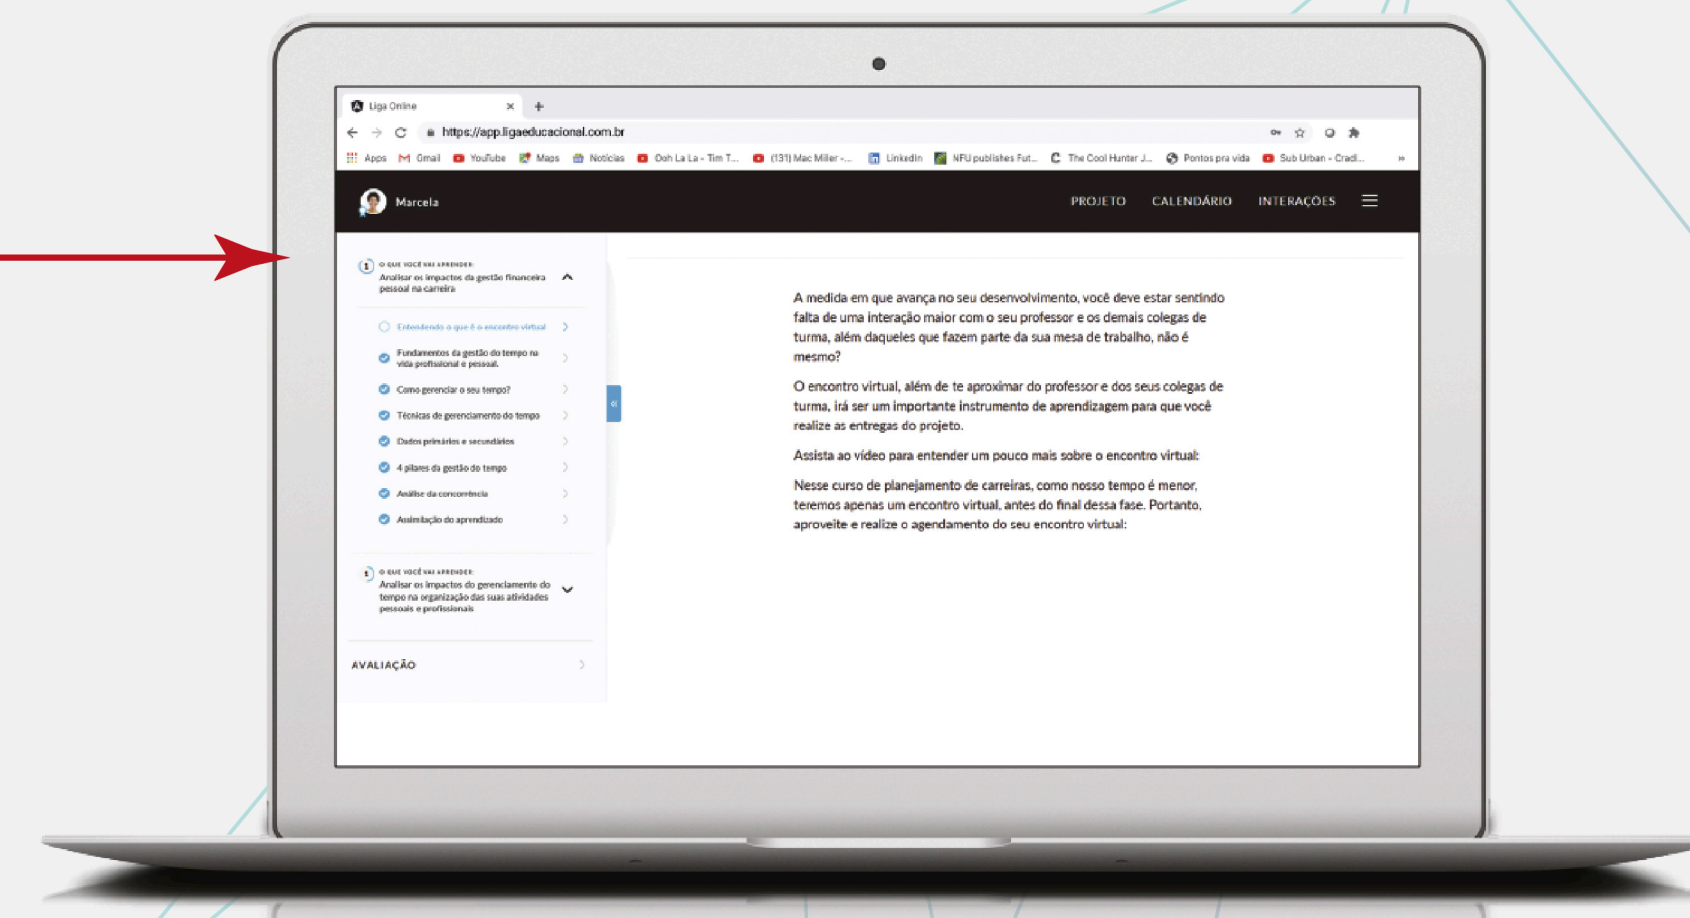 Liga Online
https://app.ligaeducacional.com.br
Apps Gmail YouTube Maps Notícias Ooh La La - Tim T... (131) Mac Miller -... LinkedIn NFU publishes Fut... The Cool Hunter J... Pontos pra vida Sub Urban - Cradl...
Marcela
PROJETO CALENDÁRIO INTERAÇÕES
1 O QUE VOCÊ VAI APRENDER:
Analisar os impactos da gestão financeira
pessoal na carreira
Entendendo o que é o encontro virtual
Fundamentos da gestão do tempo na
vida profissional e pessoal.
Como gerenciar o seu tempo?
Técnicas de gerenciamento do tempo
Dados primários e secundários
4 pilares da gestão do tempo
Análise da concorrência
Assimilação do aprendizado
O QUE VOCÊ VAI APRENDER:
Analisar os impactos do gerenciamento do
tempo na organização das suas atividades
pessoais e profissionais
AVALIAÇÃO
A medida em que avança no seu desenvolvimento, você deve estar sentindo
falta de uma interação maior com o seu professor e os demais colegas de
turma, além daqueles que fazem parte da sua mesa de trabalho, não é
mesmo?
O encontro virtual, além de te aproximar do professor e dos seus colegas de
turma, irá ser um importante instrumento de aprendizagem para que você
realize as entregas do projeto.
Assista ao vídeo para entender um pouco mais sobre o encontro virtual:
Nesse curso de planejamento de carreiras, como nosso tempo é menor,
teremos apenas um encontro virtual, antes do final dessa fase. Portanto,
aproveite e realize o agendamento do seu encontro virtual: